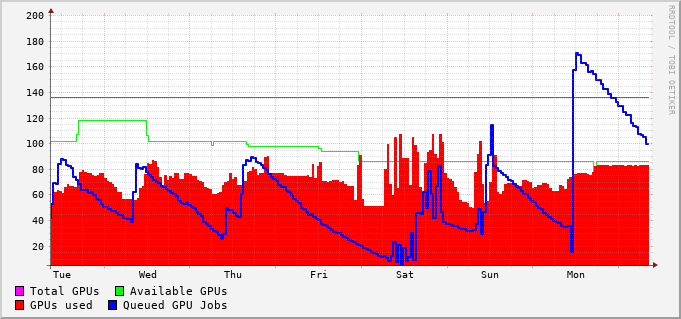 200
180
160
140
120
100
80
60
40
20
Tue Wed Thu Fri Sat Sun Mon
Total GPUs Available GPUs
GPUs used Queued GPU Jobs
RRDTOOL / TOBI OETIKER